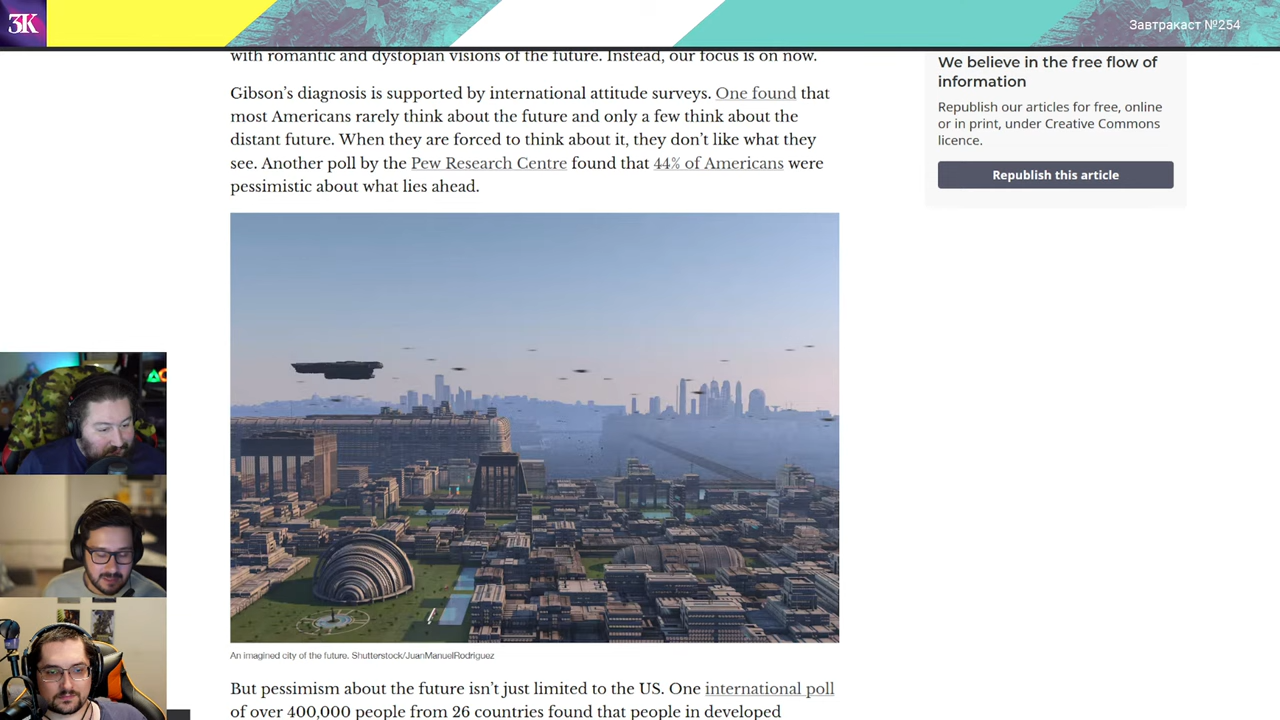 3K
Завтракаст №254
with romantic and dystopian visions of the future. Instead, our focus is on now.
Gibson’s diagnosis is supported by international attitude surveys. One found that
most Americans rarely think about the future and only a few think about the
distant future. When they are forced to think about it, they don’t like what they
see. Another poll by the Pew Research Centre found that 44% of Americans were
pessimistic about what lies ahead.
An imagined city of the future. Shutterstock/JuanManuelRodriguez
But pessimism about the future isn’t just limited to the US. One international poll
of over 400,000 people from 26 countries found that people in developed
We believe in the free flow of
information
Republish our articles for free, online
or in print, under Creative Commons
licence.
Republish this article